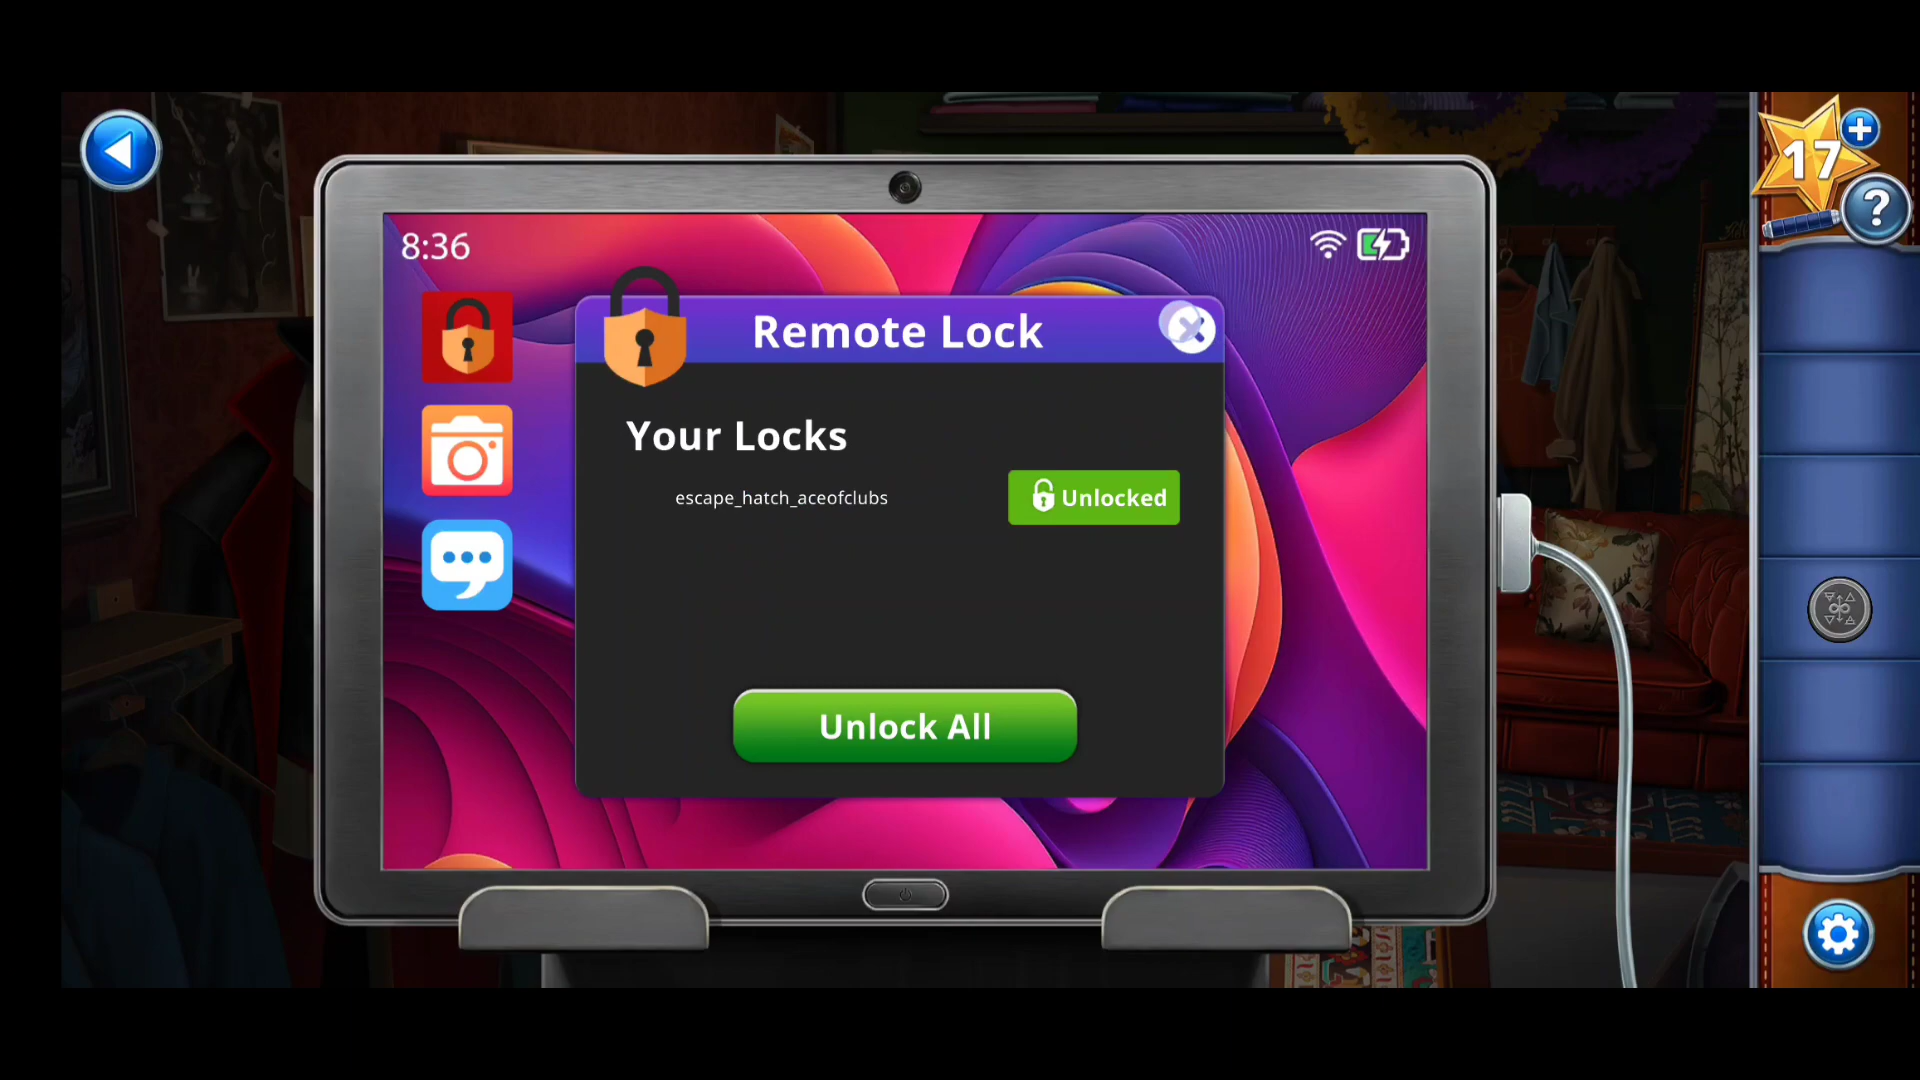 17
8:36
Remote Lock
Your Locks
escape_hatch_aceofclubs
Unlocked
Unlock All